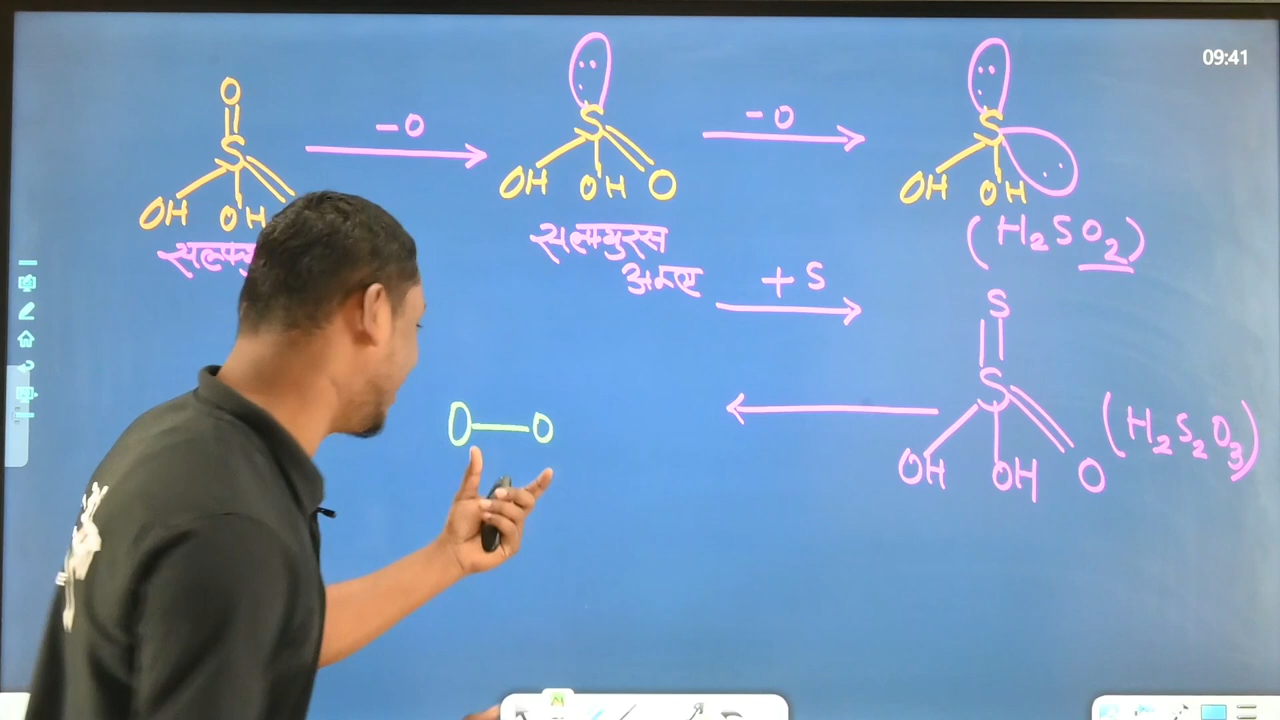 09:41
O
S
OH OH
-O
S
OH OH O
सल्फ्युरस
अम्ल
-O
S
OH OH
(H₂SO₂)
+ S
S
S
OH OH O
(H₂S₂O₃)
O—O